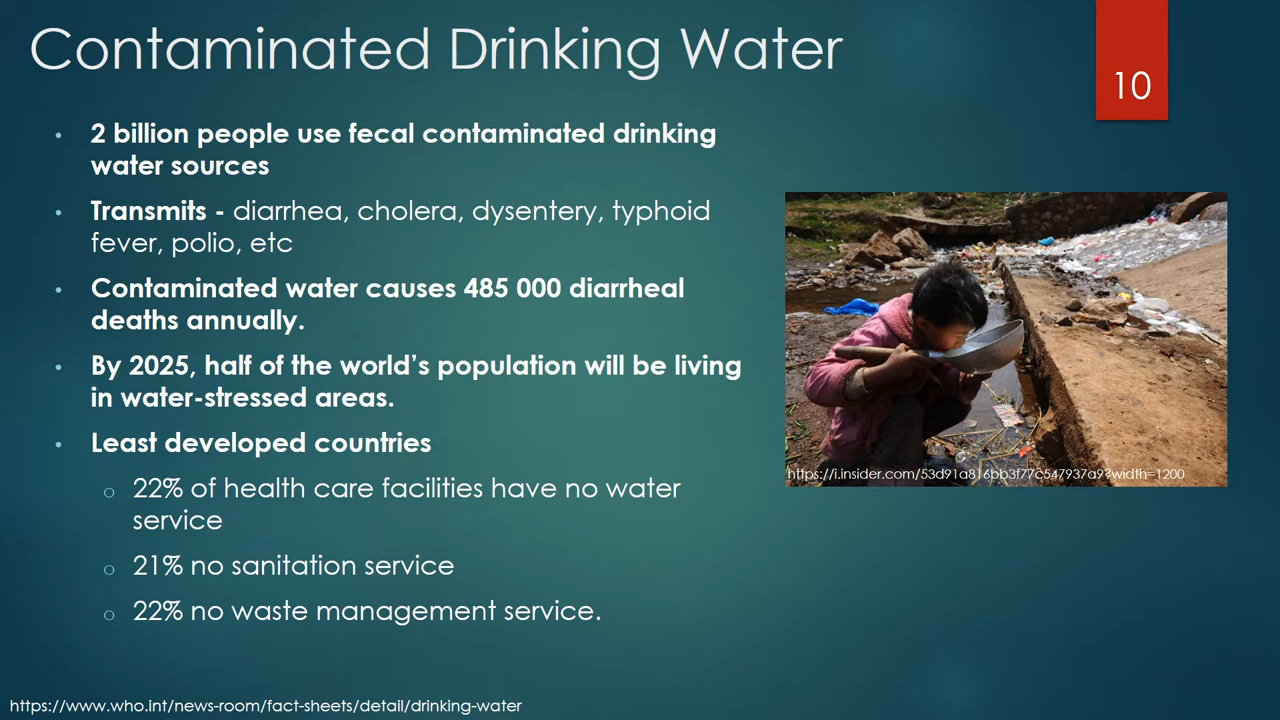 Contaminated Drinking Water
10
• 2 billion people use fecal contaminated drinking
water sources
• Transmits - diarrhea, cholera, dysentery, typhoid
fever, polio, etc
• Contaminated water causes 485 000 diarrheal
deaths annually.
• By 2025, half of the world’s population will be living
in water-stressed areas.
• Least developed countries
o 22% of health care facilities have no water
service
o 21% no sanitation service
o 22% no waste management service.
https://i.insider.com/53d91a816bb3f77c547937a9?width=1200
https://www.who.int/news-room/fact-sheets/detail/drinking-water